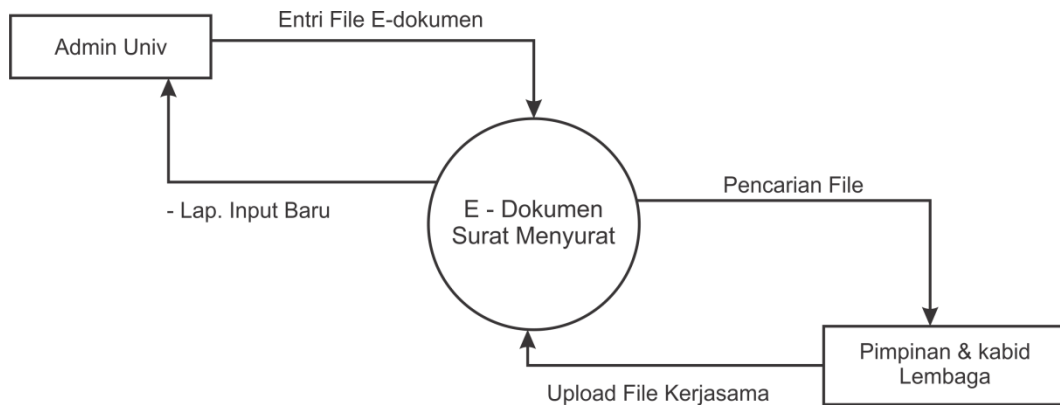 Entri File E-dokumen
Admin Univ
- Lap. Input Baru
E - Dokumen
Surat Menyurat
Pencarian File
Pimpinan & kabid
Lembaga
Upload File Kerjasama